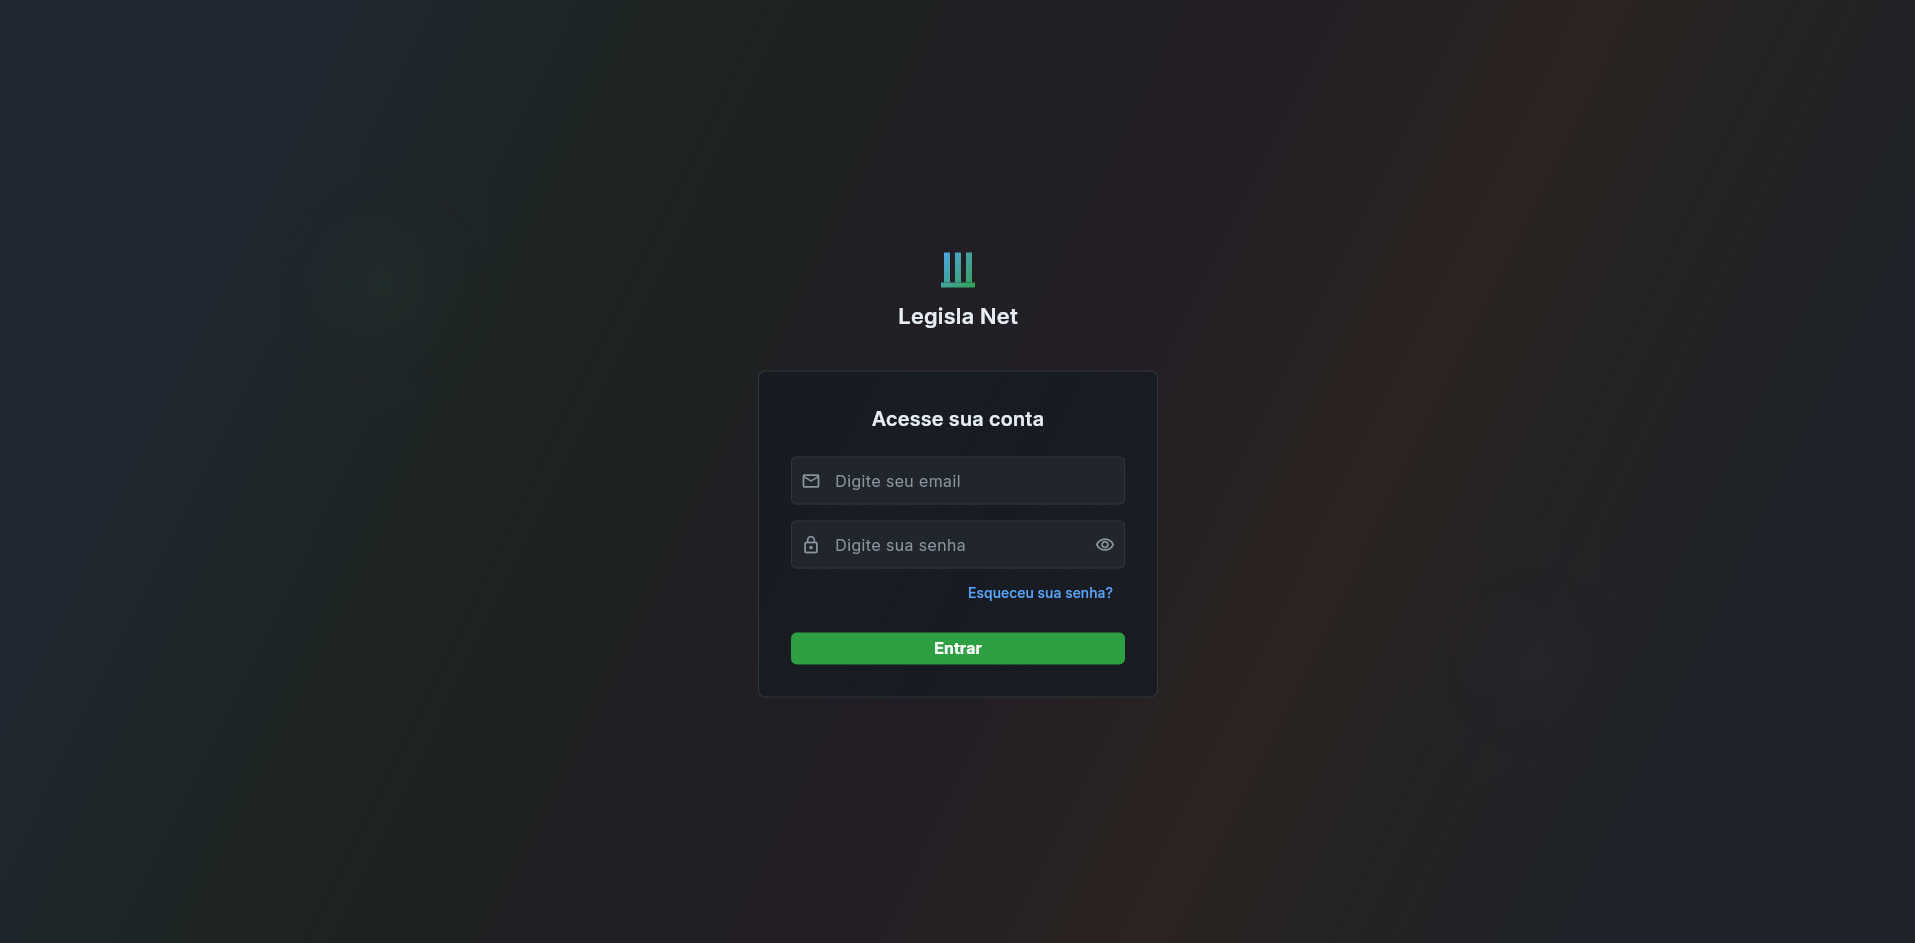 Legisla Net
Acesse sua conta
Digite seu email
Digite sua senha
Esqueceu sua senha?
Entrar